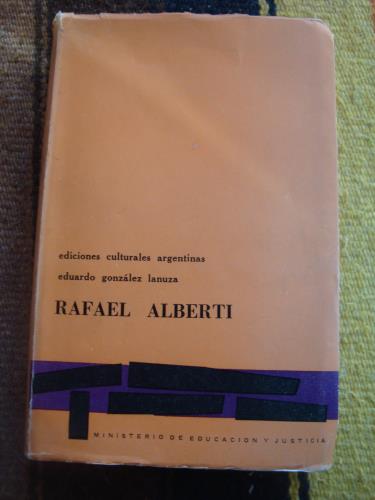 ediciones culturales argentinas
eduardo gonzález lanuza
RAFAEL ALBERTI
MINISTERIO DE EDUCACION Y JUSTICIA